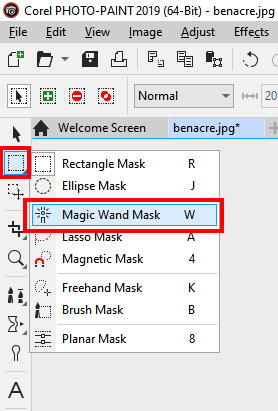 Corel PHOTO-PAINT 2019 (64-Bit) - benacre.jpg
File Edit View Image Adjust Effects
Normal 20
Welcome Screen benacre.jpg*
Rectangle Mask R
Ellipse Mask J
Magic Wand Mask W
Lasso Mask A
Magnetic Mask 4
Freehand Mask K
Brush Mask B
Planar Mask 8
A